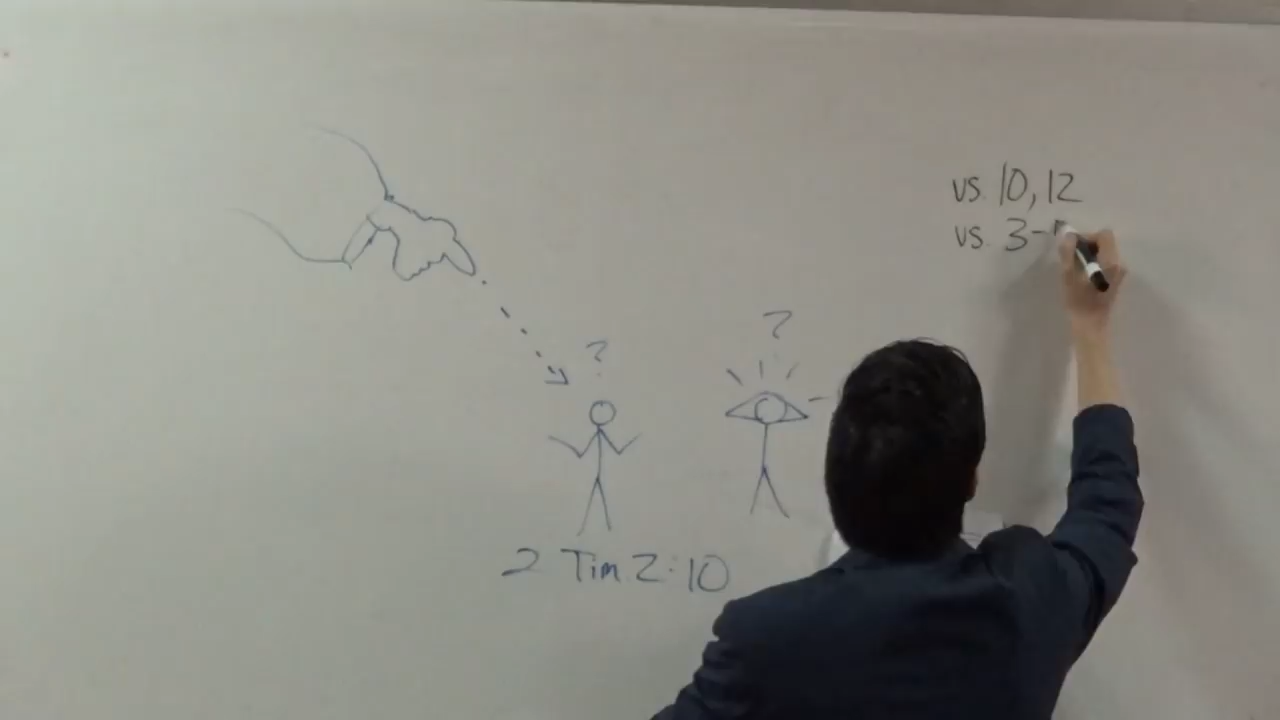 vs. 10, 12
vs. 3-
?
?
2 Tim 2:10